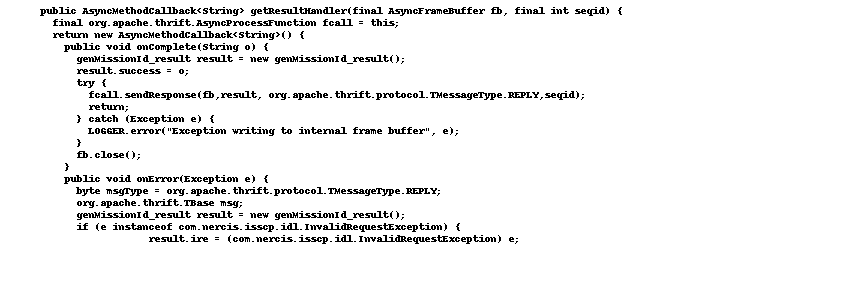 public AsyncMethodCallback<String> getResultHandler(final AsyncFrameBuffer fb, final int seqid) {
final org.apache.thrift.AsyncProcessFunction fcall = this;
return new AsyncMethodCallback<String>() {
public void onComplete(String o) {
genMissionId_result result = new genMissionId_result();
result.success = o;
try {
fcall.sendResponse(fb,result, org.apache.thrift.protocol.TMessageType.REPLY,seqid);
return;
} catch (Exception e) {
LOGGER.error("Exception writing to internal frame buffer", e);
}
fb.close();
}
public void onError(Exception e) {
byte msgType = org.apache.thrift.protocol.TMessageType.REPLY;
org.apache.thrift.TBase msg;
genMissionId_result result = new genMissionId_result();
if (e instanceof com.nercis.isscp.idl.InvalidRequestException) {
result.ire = (com.nercis.isscp.idl.InvalidRequestException) e;